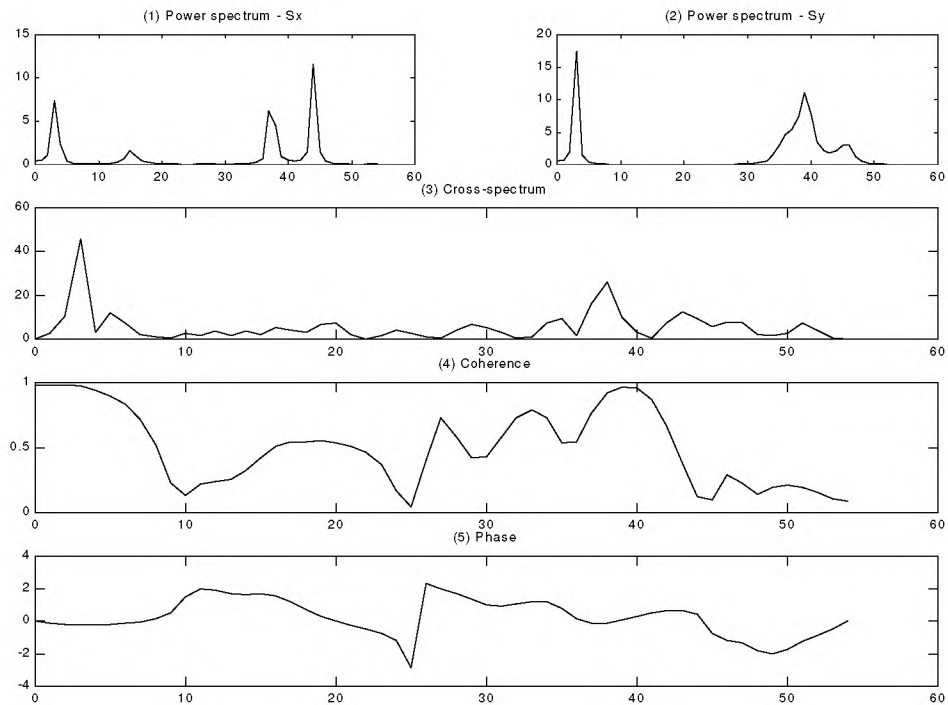 (1) Power spectrum - Sx
(2) Power spectrum - Sy
15
10
5
0
0 10 20 30 40 50 60
20
15
10
5
0
0 10 20 30 40 50 60
(3) Cross-spectrum
60
40
20
0
0 10 20 30 40 50 60
(4) Coherence
1
0.5
0
0 10 20 30 40 50 60
(5) Phase
4
2
0
-2
-4
0 10 20 30 40 50 60